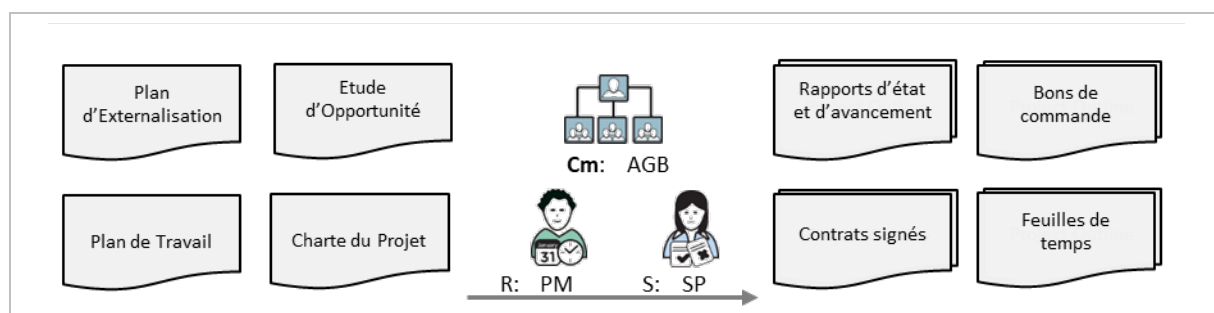 Plan
d'Externalisation
Etude
d'Opportunité
Cm: AGB
Rapports d'état
et d'avancement
Bons de
commande
Plan de Travail
Charte du Projet
31
R: PM
S: SP
Contrats signés
Feuilles de
temps